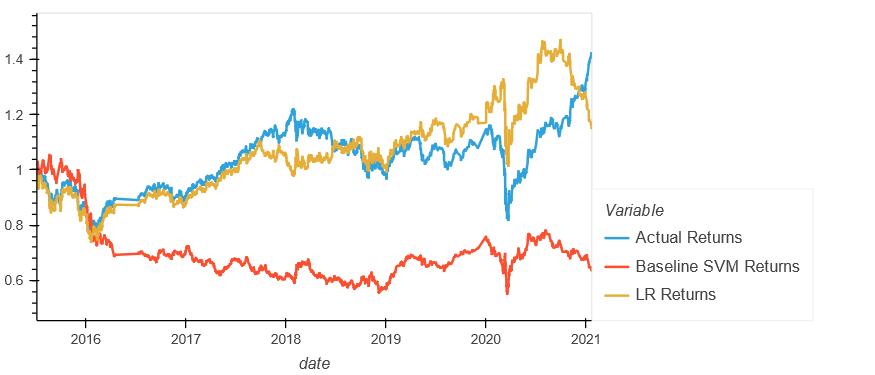 1.4
1.2
1
0.8
0.6
2016 2017 2018 2019 2020 2021
date
Variable
Actual Returns
Baseline SVM Returns
LR Returns